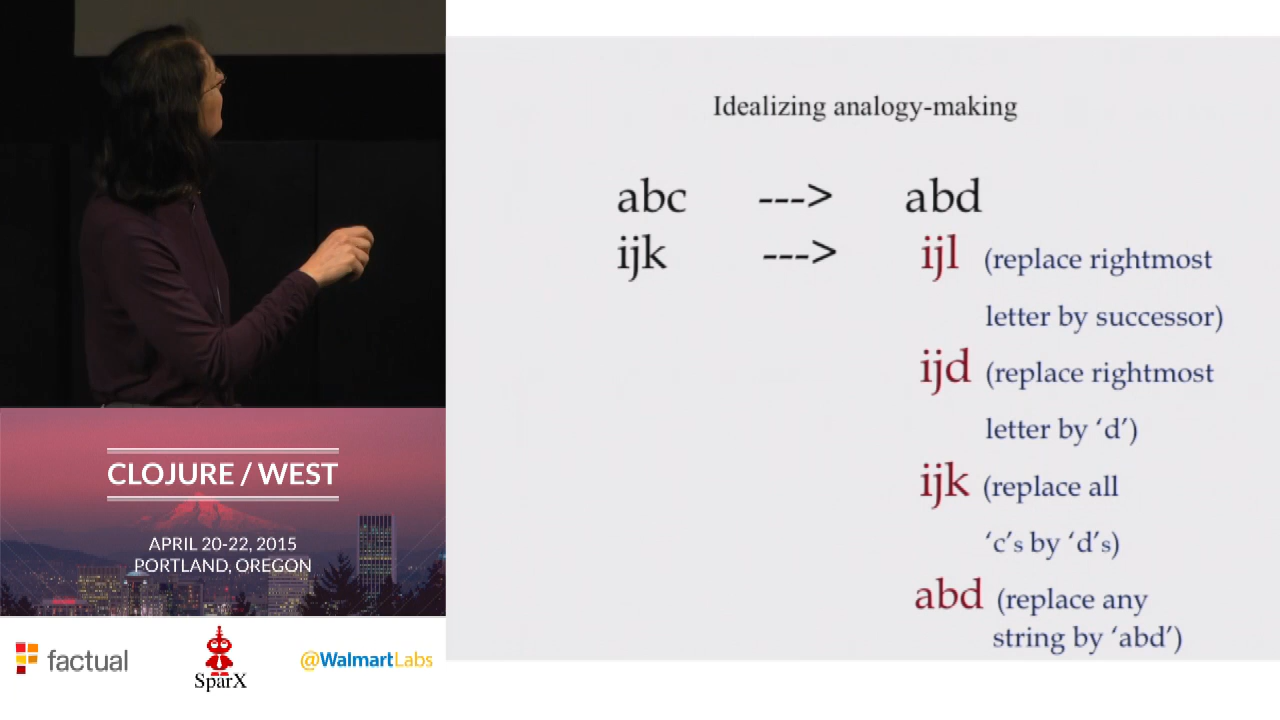 Idealizing analogy-making
abc ---> abd
ijk ---> ijl (replace rightmost
letter by successor)
ijd (replace rightmost
letter by ‘d’)
ijk (replace all
‘c’s by ‘d’s)
abd (replace any
string by ‘abd’)
CLOJURE / WEST
APRIL 20-22, 2015
PORTLAND, OREGON
factual
SparX
@WalmartLabs